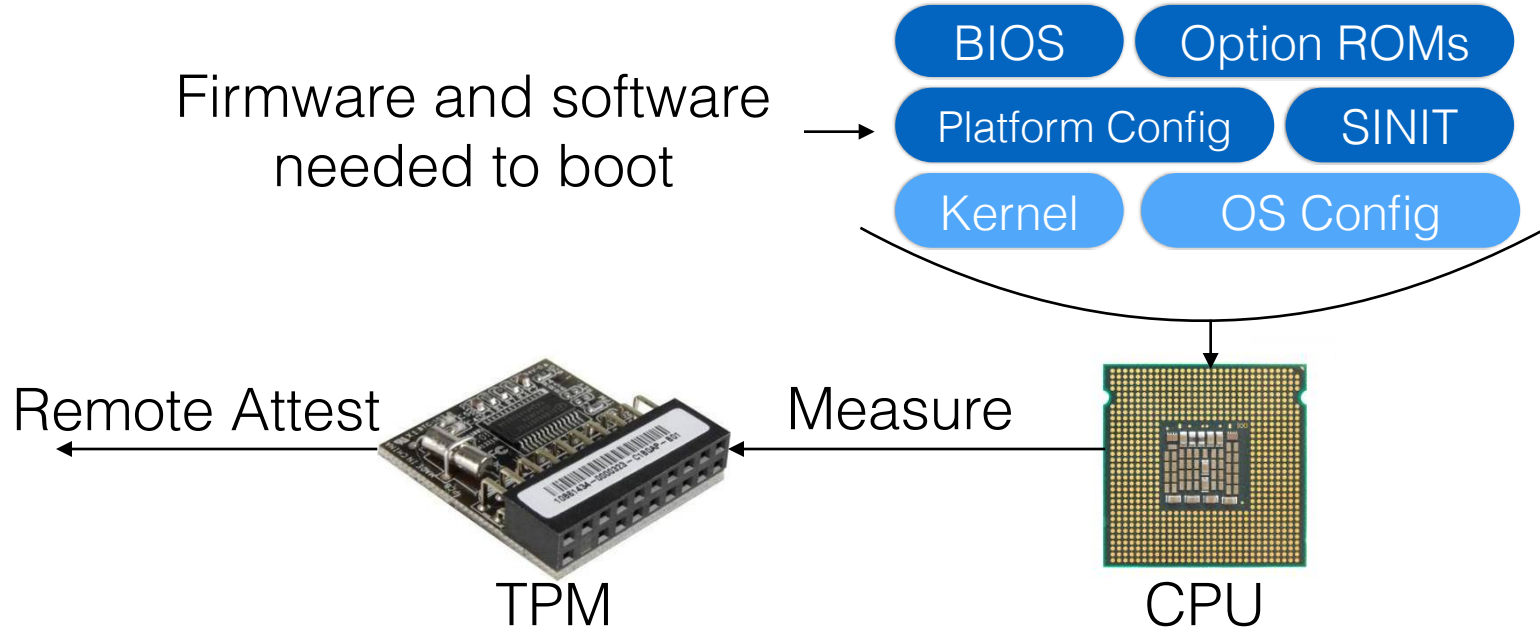 BIOS
Option ROMs
Firmware and software
needed to boot
Platform Config
SINIT
Kernel
OS Config
Remote Attest
Measure
TPM
CPU